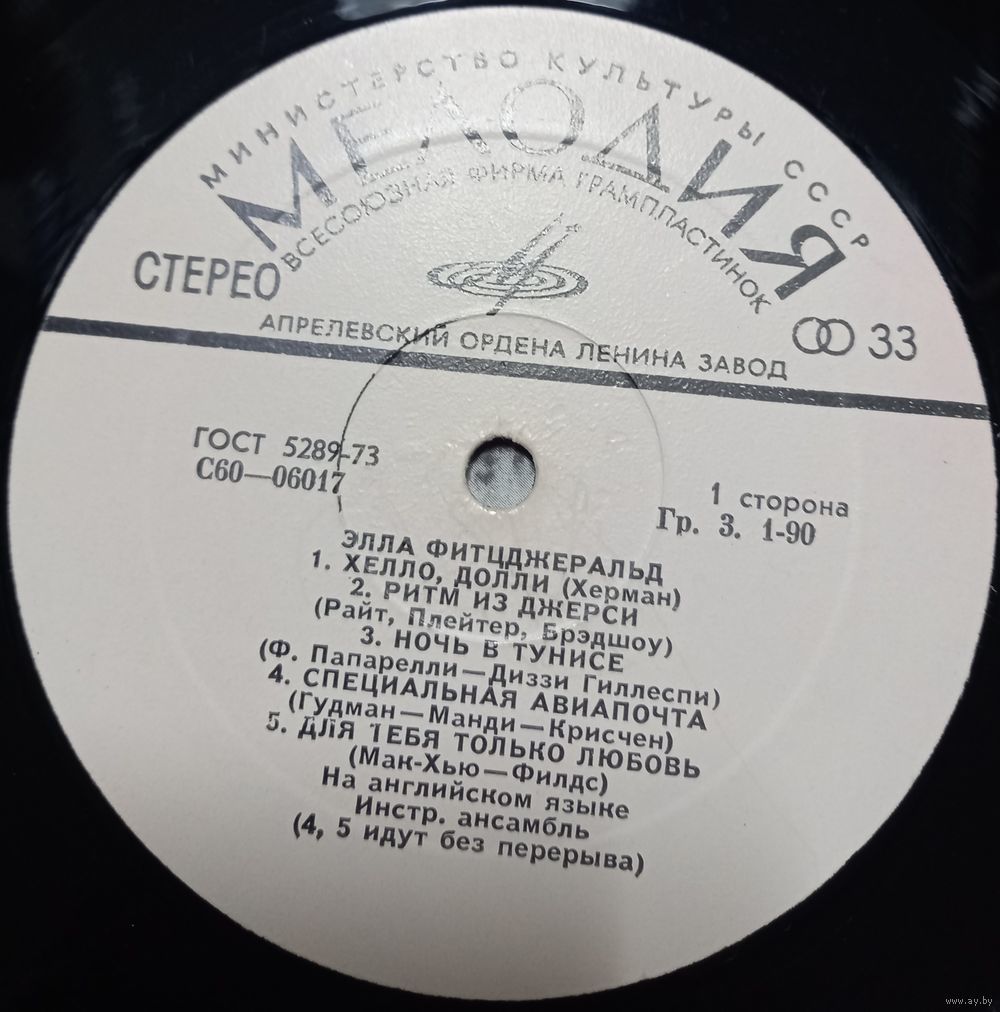 МИНИСТЕРСТВО КУЛЬТУРЫ СССР
МЕЛОДИЯ
ВСЕСОЮЗНАЯ ФИРМА ГРАМПЛАСТИНОК
СТЕРЕО
33
АПРЕЛЕВСКИЙ ОРДЕНА ЛЕНИНА ЗАВОД
ГОСТ 5289-73
С60—06017
1 сторона
Гр. 3. 1-90
ЭЛЛА ФИТЦДЖЕРАЛЬД
1. ХЕЛЛО, ДОЛЛИ (Херман)
2. РИТМ ИЗ ДЖЕРСИ
(Райт, Плейтер, Брэдшоу)
3. НОЧЬ В ТУНИСЕ
(Ф. Папарелли—Диззи Гиллеспи)
4. СПЕЦИАЛЬНАЯ АВИАПОЧТА
(Гудман—Манди—Крисчен)
5. ДЛЯ ТЕБЯ ТОЛЬКО ЛЮБОВЬ
(Мак-Хью—Филдс)
На английском языке
Инстр. ансамбль
(4, 5 идут без перерыва)
www.ay.by